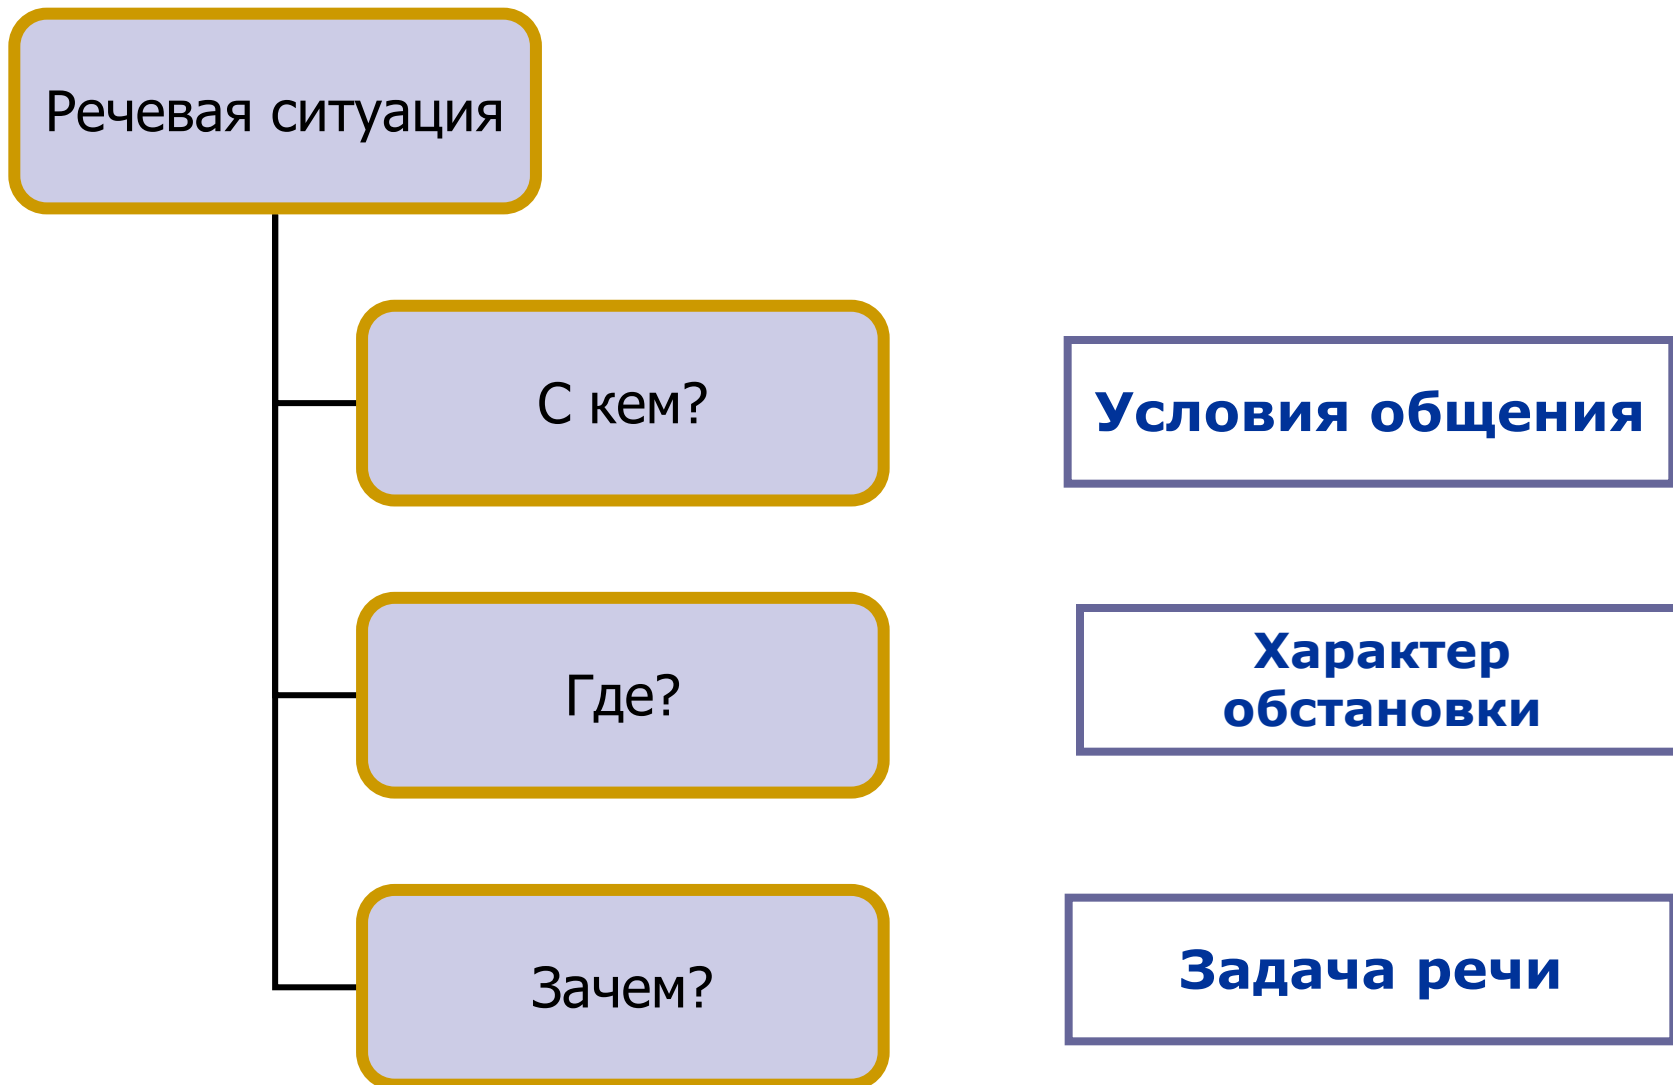 Речевая ситуация
С кем?
Условия общения
Где?
Характер
обстановки
Зачем?
Задача речи